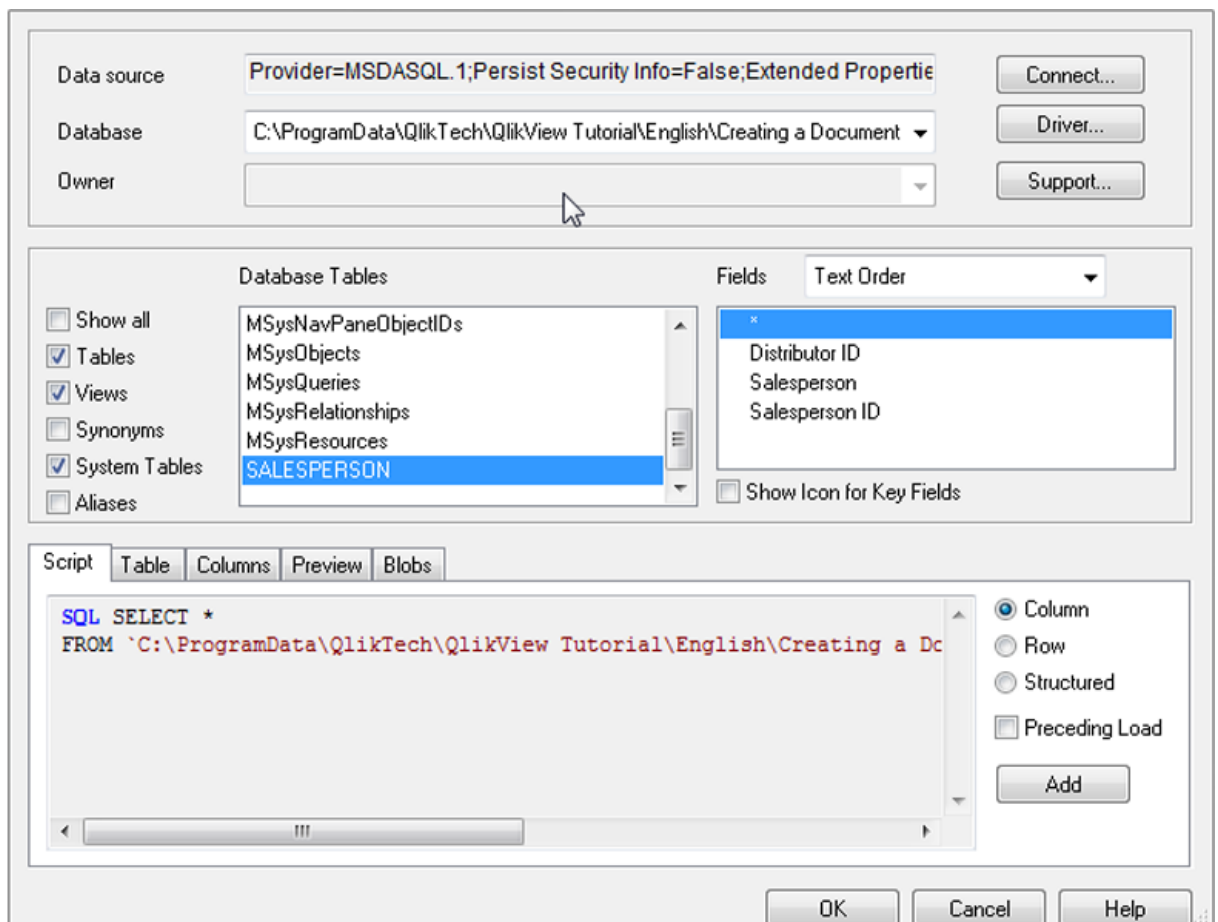 Data source
Provider=MSDASQL.1;Persist Security Info=False;Extended Propertie
Connect...
Database
C:\ProgramData\QlikTech\QlikView Tutorial\English\Creating a Document
Driver...
Owner
Support...
Database Tables
Fields
Text Order
Show all
Tables
Views
Synonyms
System Tables
Aliases
MSysNavPaneObjectIDs
MSysObjects
MSysQueries
MSysRelationships
MSysResources
SALESPERSON
*
Distributor ID
Salesperson
Salesperson ID
Show Icon for Key Fields
Script Table Columns Preview Blobs
SQL SELECT *
FROM `C:\ProgramData\QlikTech\QlikView Tutorial\English\Creating a Do
Column
Row
Structured
Preceding Load
Add
OK Cancel Help